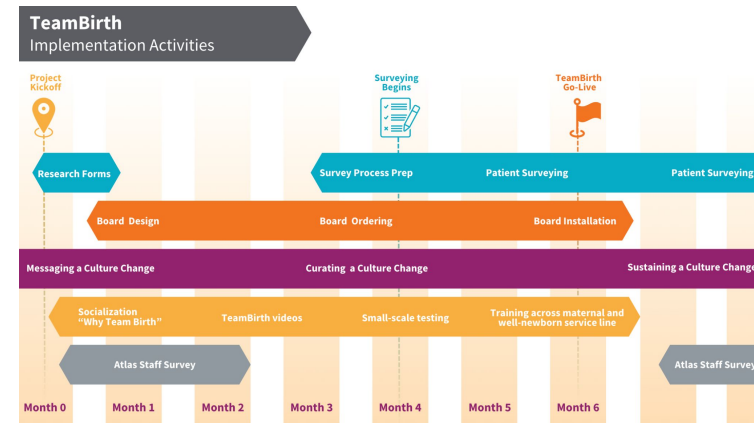 TeamBirth
Implementation Activities
Project
Kickoff
Surveying
Begins
TeamBirth
Go-Live
Research Forms
Survey Process Prep
Patient Surveying
Patient Surveying
Board Design
Board Ordering
Board Installation
Messaging a Culture Change
Curating a Culture Change
Sustaining a Culture Change
Socialization
“Why Team Birth”
TeamBirth videos
Small-scale testing
Training across maternal and
well-newborn service line
Atlas Staff Survey
Atlas Staff Survey
Month 0
Month 1
Month 2
Month 3
Month 4
Month 5
Month 6